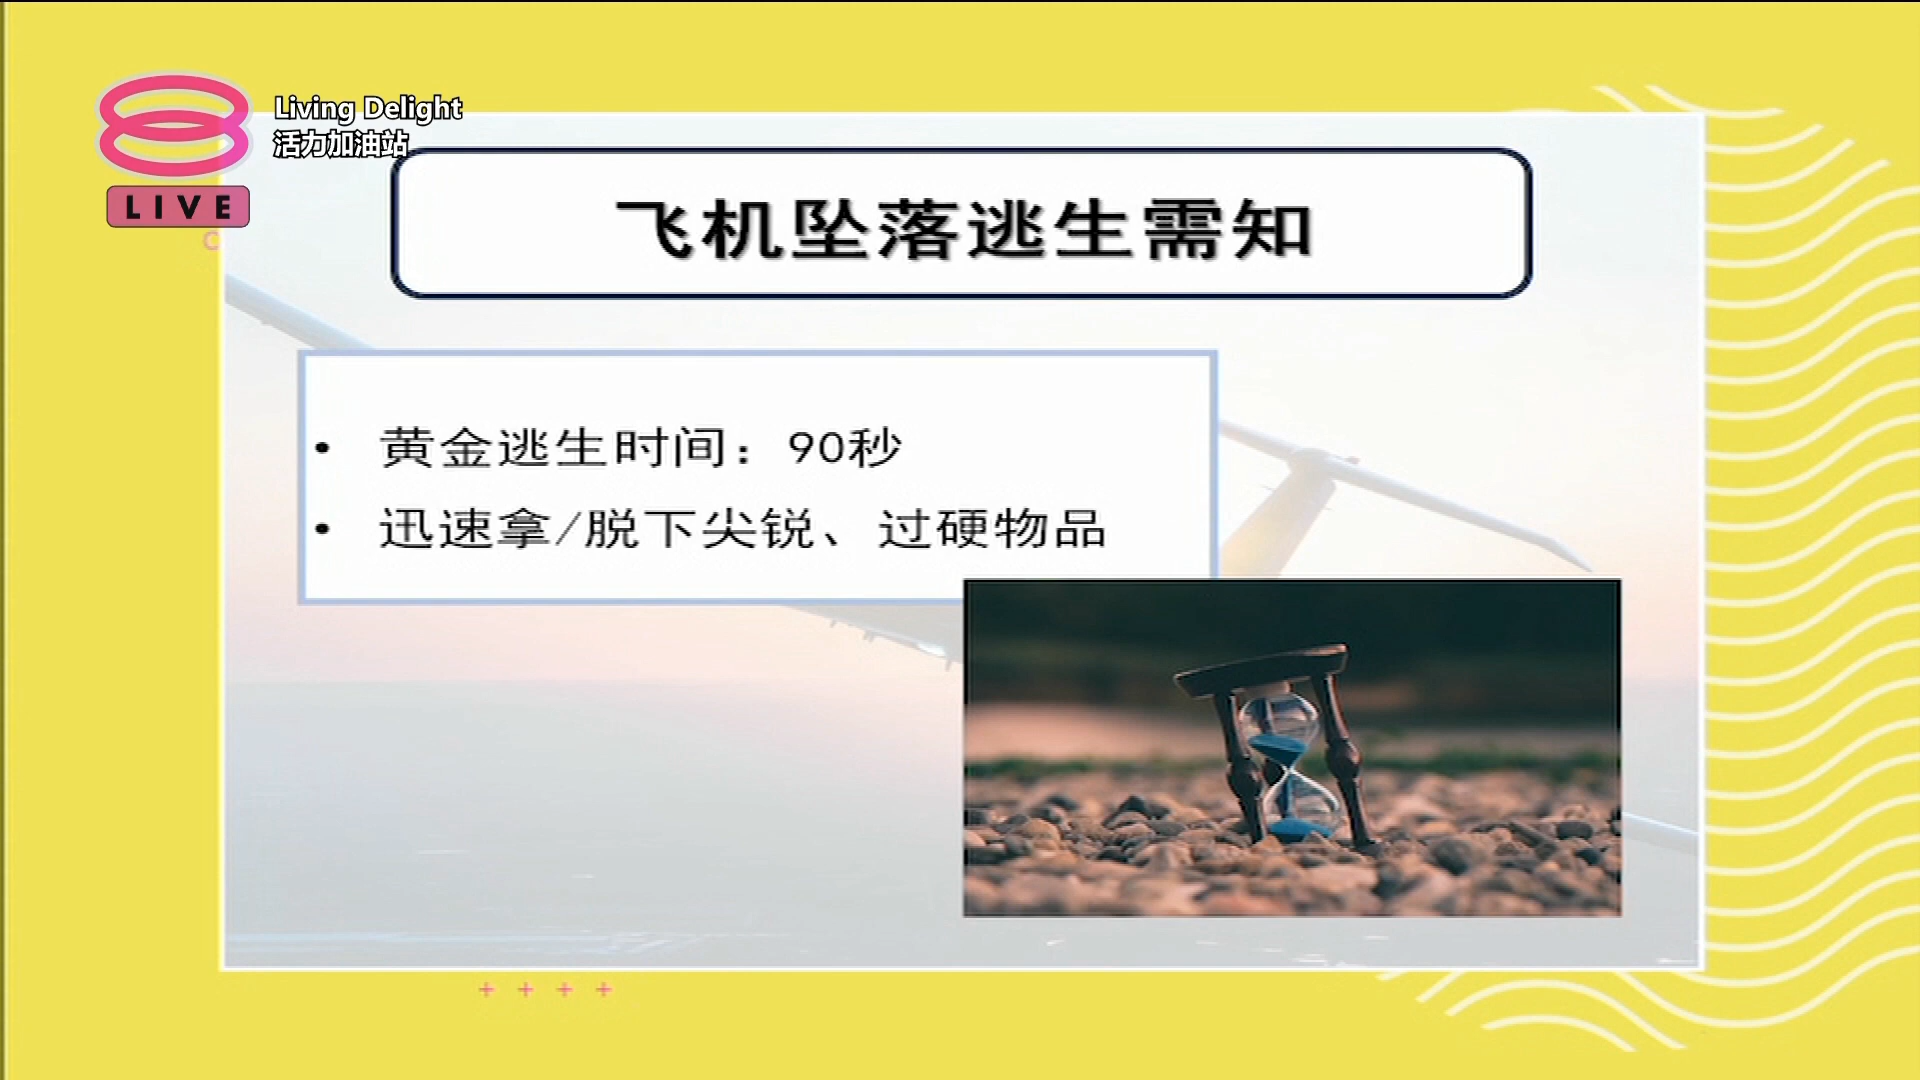 Living Delight
活力加油站
LIVE
飞机坠落逃生需知
• 黄金逃生时间：90秒
• 迅速拿/脱下尖锐、过硬物品